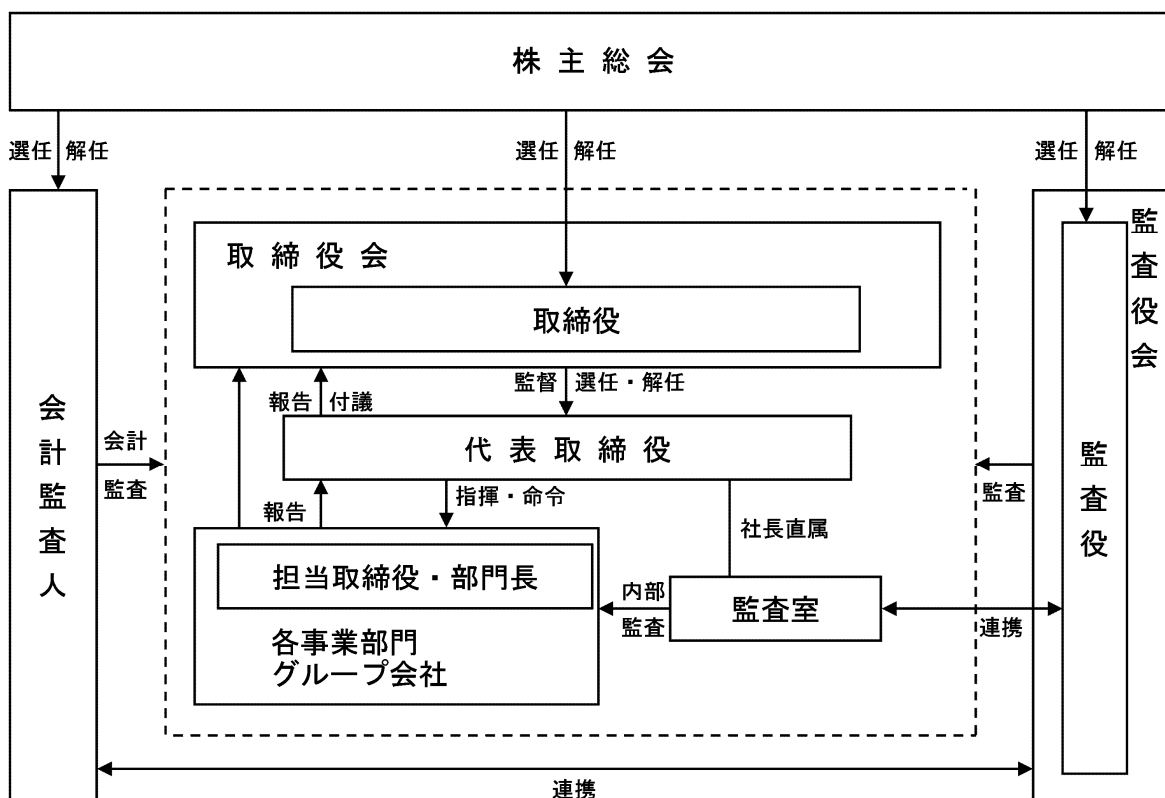 株主総会
選任 解任
選任 解任
選任 解任
取締役会
取締役
監査役会
監査役
会計監査人
会計
監査
監督 選任・解任
報告 付議
代表取締役
監査
報告
指揮・命令
社長直属
担当取締役・部門長
各事業部門
グループ会社
内部
監査
監査室
連携
連携